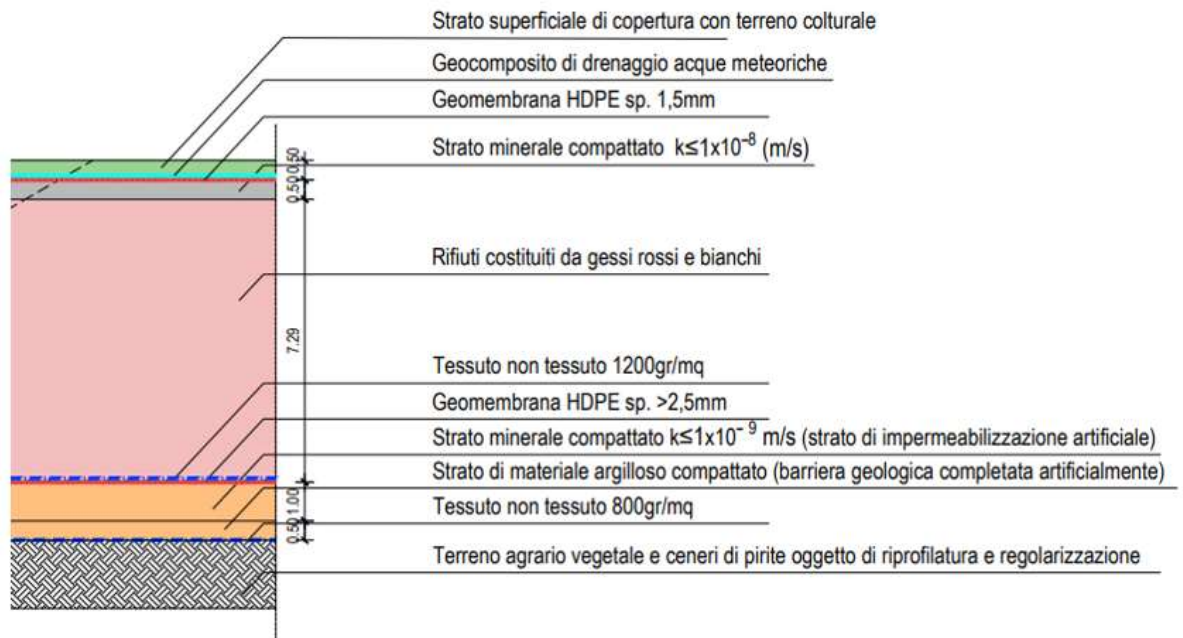 Strato superficiale di copertura con terreno colturale
Geocomposito di drenaggio acque meteoriche
Geomembrana HDPE sp. 1,5mm
Strato minerale compattato k≤1x10⁻⁸ (m/s)
0.50
0.50
Rifiuti costituiti da gessi rossi e bianchi
7.29
Tessuto non tessuto 1200gr/mq
Geomembrana HDPE sp. >2,5mm
Strato minerale compattato k≤1x10⁻⁹ m/s (strato di impermeabilizzazione artificiale)
Strato di materiale argilloso compattato (barriera geologica completata artificialmente)
1.00
Tessuto non tessuto 800gr/mq
0.50
Terreno agrario vegetale e ceneri di pirite oggetto di riprofilatura e regolarizzazione